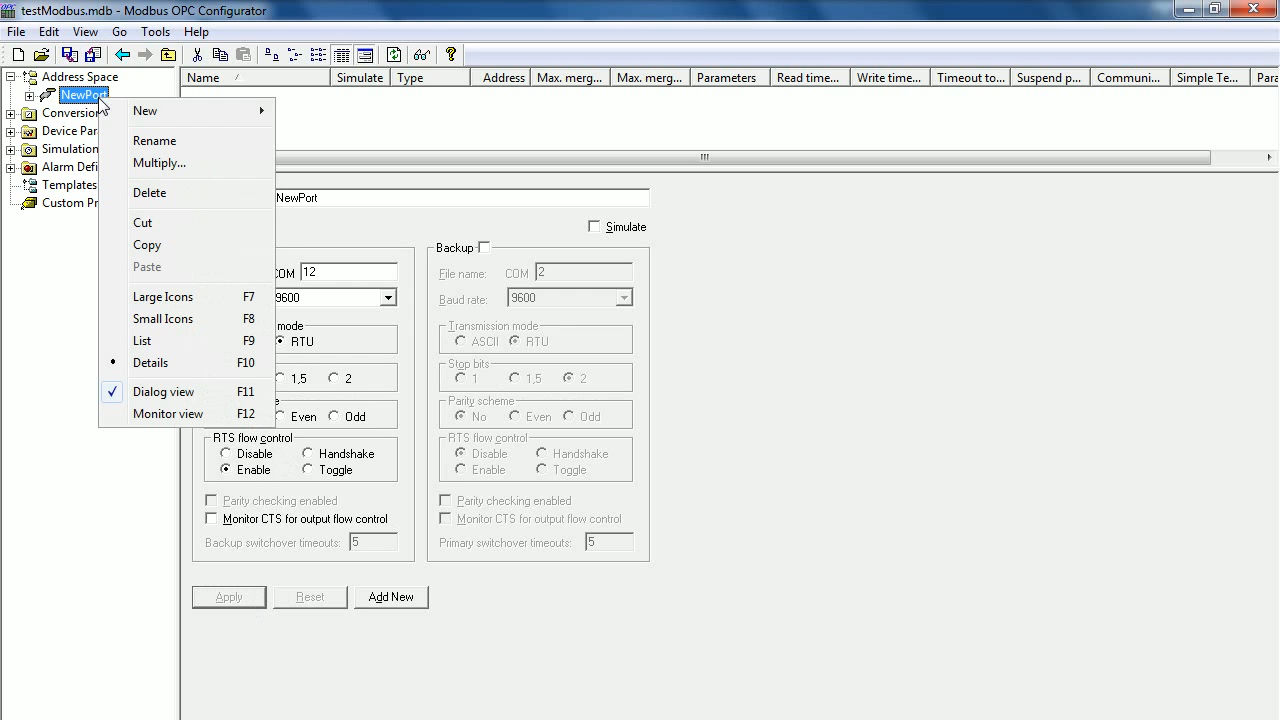 OPC testModbus.mdb - Modbus OPC Configurator
File Edit View Go Tools Help
Address Space
NewPort
Conversion
Device Par
Simulation
Alarm Defi
Templates
Custom Pr
Name Simulate Type Address Max. merg... Max. merg... Parameters Read time... Write time... Timeout to... Suspend p... Communi... Simple Te... Para
New
Rename
Multiply...
Delete
Cut
Copy
Paste
Large Icons F7
Small Icons F8
List F9
Details F10
Dialog view F11
Monitor view F12
NewPort
Simulate
COM 12
9600
mode
RTU
1,5 2
Even Odd
RTS flow control
Disable Handshake
Enable Toggle
Parity checking enabled
Monitor CTS for output flow control
Backup switchover timeouts: 5
Backup
File name: COM 2
Baud rate: 9600
Transmission mode
ASCII RTU
Stop bits
1 1,5 2
Parity scheme
No Even Odd
RTS flow control
Disable Handshake
Enable Toggle
Parity checking enabled
Monitor CTS for output flow control
Primary switchover timeouts: 5
Apply Reset Add New